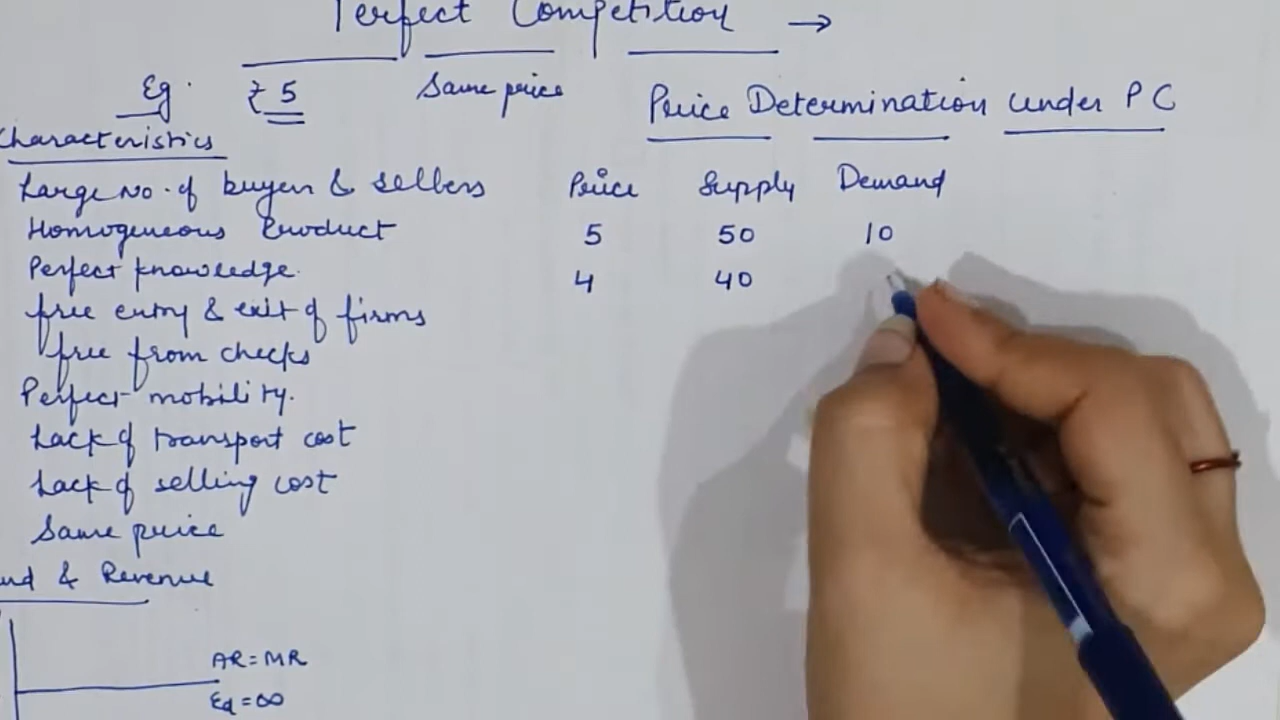 Perfect Competition →
Eg. ₹ 5 Same price
Characteristics
Large No. of buyers & sellers
Homogeneous Product
Perfect knowledge.
free entry & exit of firms
free from checks
Perfect mobility.
Lack of transport cost
Lack of selling cost
Same price
& Revenue
AR = MR
Ed = ∞
Price Determination under PC
Price Supply Demand
5 50 10
4 40